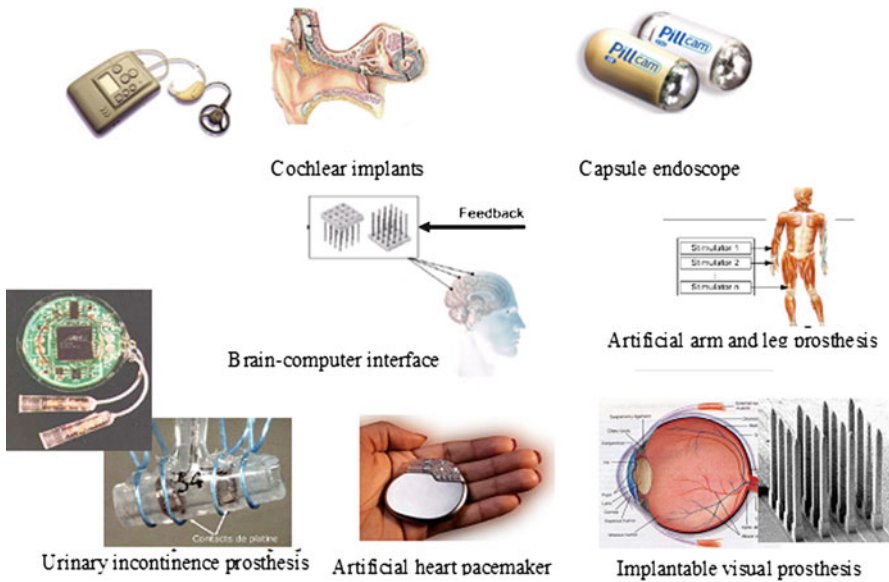 Pillcam
Pillcam
Cochlear implants
Capsule endoscope
Feedback
Stimulator 1
Stimulator 2
Stimulator n
Brain-computer interface
Artificial arm and leg prosthesis
54
Contacts de platine
Urinary incontinence prosthesis
Artificial heart pacemaker
Implantable visual prosthesis